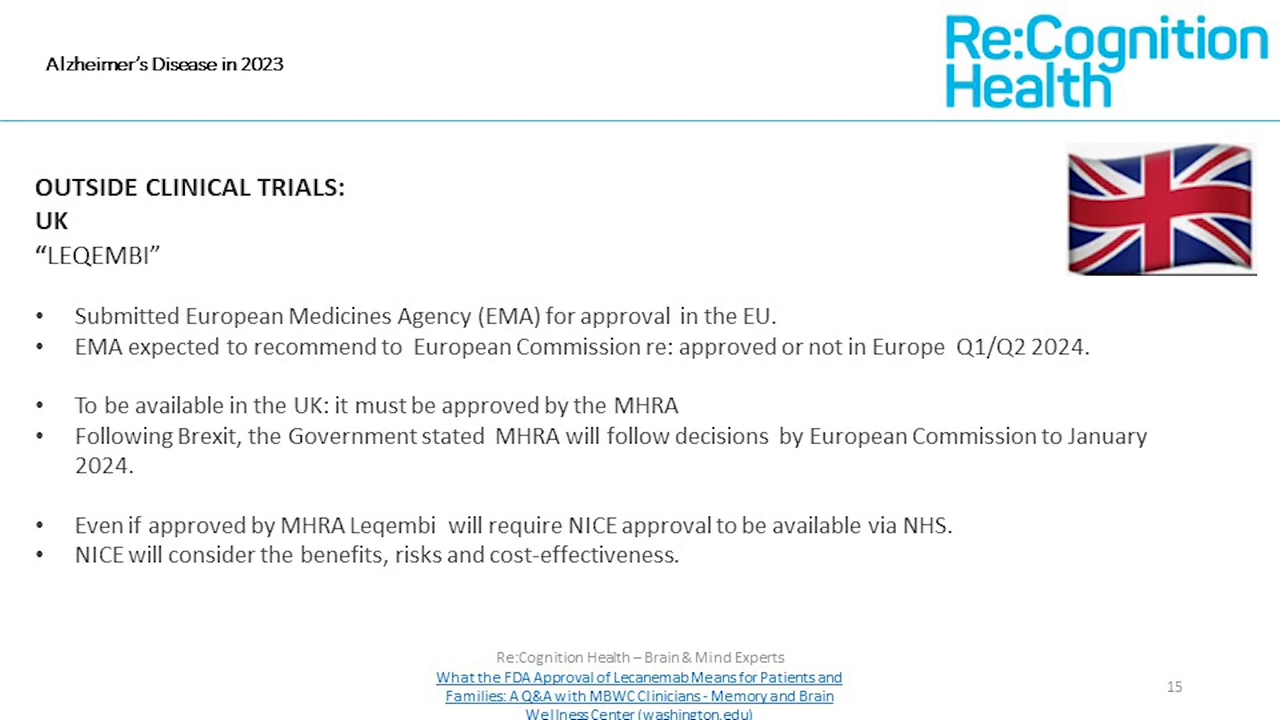 Alzheimer's Disease in 2023
Re:Cognition
Health
OUTSIDE CLINICAL TRIALS:
UK
“LEQEMBI”
• Submitted European Medicines Agency (EMA) for approval in the EU.
• EMA expected to recommend to European Commission re: approved or not in Europe Q1/Q2 2024.
• To be available in the UK: it must be approved by the MHRA
• Following Brexit, the Government stated MHRA will follow decisions by European Commission to January
2024.
• Even if approved by MHRA Leqembi will require NICE approval to be available via NHS.
• NICE will consider the benefits, risks and cost-effectiveness.
Re:Cognition Health – Brain & Mind Experts
What the FDA Approval of Lecanemab Means for Patients and
Families: A Q&A with MBWC Clinicians - Memory and Brain
Wellness Center (washington.edu)
15